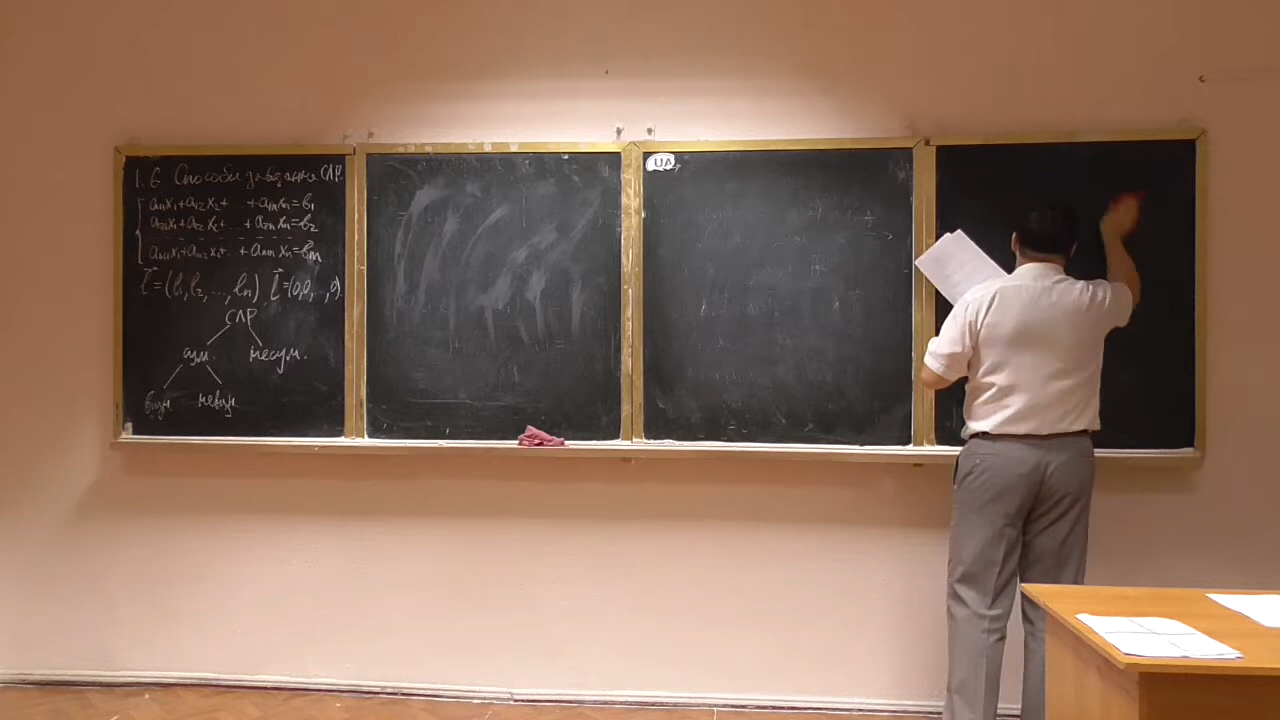 1.6 Способи завдання СЛР.
a₁₁x₁+a₁₂x₂+ ... +a₁ₙxₙ=b₁
a₂₁x₁+a₂₂x₂+ ... +a₂ₙxₙ=b₂
aₘ₁x₁+aₘ₂x₂+ ... +aₘₙxₙ=bₘ
=(l₁, l₂, ..., lₙ), =(0,0,...,0)
СЛР
сум. несум.
визн. невизн.
UA